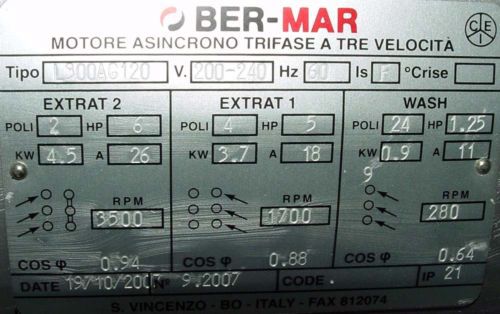 BER-MAR
MOTORE ASINCRONO TRIFASE A TRE VELOCITÀ
Tipo L300AG120 V. 200-240 Hz 60 Is F °Crise
EXTRAT 2 EXTRAT 1 WASH
POLI 2 HP 6 POLI 4 HP 5 POLI 24 HP 1.25
KW 4.5 A 26 KW 3.7 A 18 KW 0.9 A 11
9
RPM RPM RPM
3500 1700 280
COS φ 0.94 COS φ 0.88 COS φ 0.64
DATE 19/10/2007 N° 9.2007 CODE. IP 21
S. VINCENZO - BO - ITALY - FAX 812074